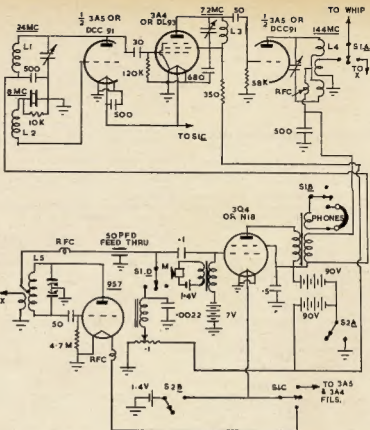 TO WHIP
½ 3A5 OR
DCC 91
3A4
OR DL93
72MC
50
½ 3A5 OR
DCC91
144MC
24MC
L1
30
L3
L4
S1A
TO
X
500
120K
680
58K
RFC
8MC
350
10K
L2
500
TO S1C
500
S1B
PHONES
3Q4
OR N18
50PFD
FEED THRU
RFC
.1
90V
L5
S1.D
M
957
1.4V
.5
X
50
7V
90V
.0022
S2A
4.7M
RFC
.1
1.4V
S2B
S1C
TO 3A5
& 3A4
FILS.